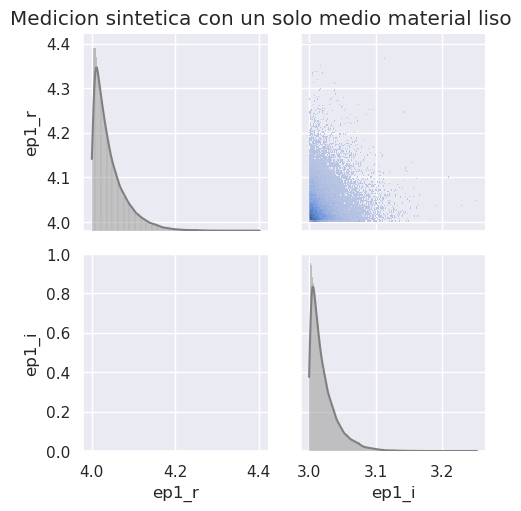 Medicion sintetica con un solo medio material liso
4.4
4.3
4.2
4.1
4.0
ep1_r
1.0
0.8
0.6
0.4
0.2
0.0
ep1_i
4.0 4.2 4.4
ep1_r
3.0 3.1 3.2
ep1_i